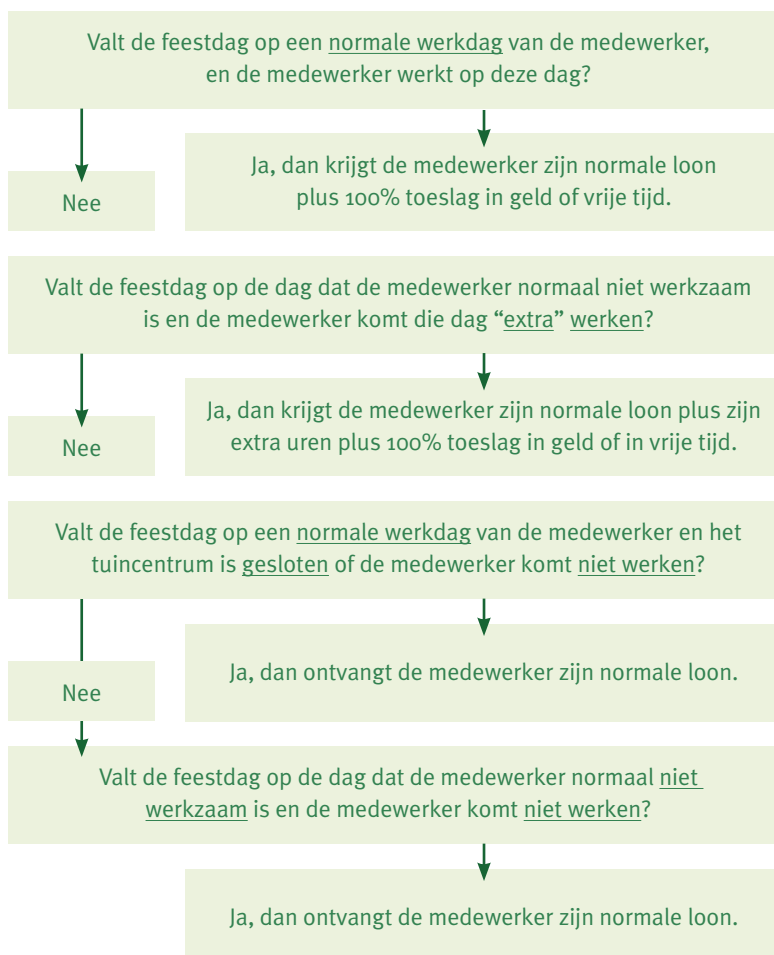 Valt de feestdag op een normale werkdag van de medewerker,
en de medewerker werkt op deze dag?
Ja, dan krijgt de medewerker zijn normale loon
plus 100% toeslag in geld of vrije tijd.
Nee
Valt de feestdag op de dag dat de medewerker normaal niet werkzaam
is en de medewerker komt die dag “extra” werken?
Ja, dan krijgt de medewerker zijn normale loon plus zijn
extra uren plus 100% toeslag in geld of in vrije tijd.
Nee
Valt de feestdag op een normale werkdag van de medewerker en het
tuincentrum is gesloten of de medewerker komt niet werken?
Ja, dan ontvangt de medewerker zijn normale loon.
Nee
Valt de feestdag op de dag dat de medewerker normaal niet
werkzaam is en de medewerker komt niet werken?
Ja, dan ontvangt de medewerker zijn normale loon.